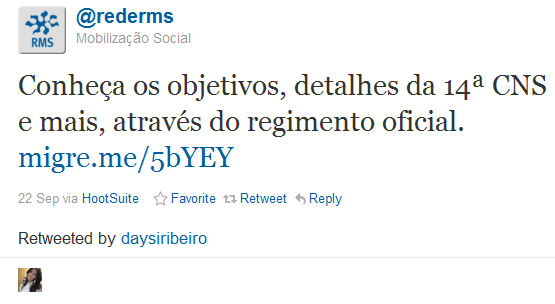 @rederms
RMS
Mobilização Social
Conheça os objetivos, detalhes da 14ª CNS
e mais, através do regimento oficial.
migre.me/5bYEY
22 Sep via HootSuite Favorite Retweet Reply
Retweeted by daysiribeiro